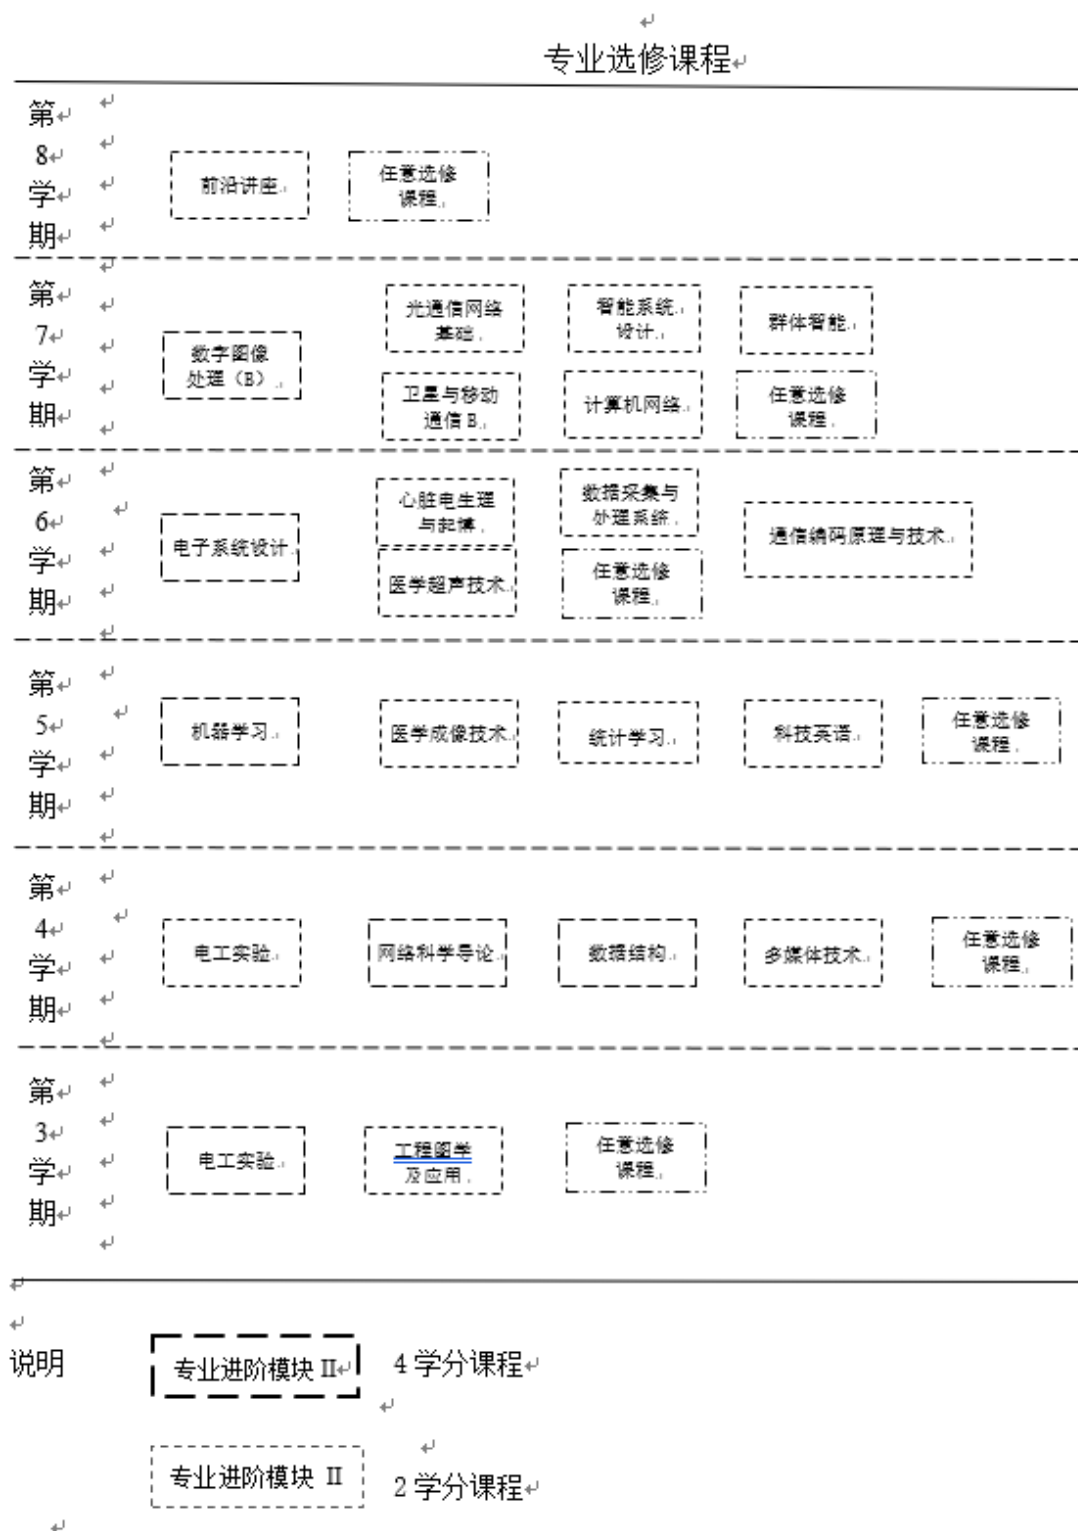 专业选修课程
第
8
学
期
前沿讲座
任意选修
课程
第
7
学
期
数字图像
处理（B）
光通信网络
基础
智能系统
设计
群体智能
卫星与移动
通信 B
计算机网络
任意选修
课程
第
6
学
期
电子系统设计
心脏电生理
与起搏
数据采集与
处理系统
通信编码原理与技术
医学超声技术
任意选修
课程
第
5
学
期
机器学习
医学成像技术
统计学习
科技英语
任意选修
课程
第
4
学
期
电工实验
网络科学导论
数据结构
多媒体技术
任意选修
课程
第
3
学
期
电工实验
工程图学
及应用
任意选修
课程
说明
专业进阶模块 II
4 学分课程
专业进阶模块 II
2 学分课程